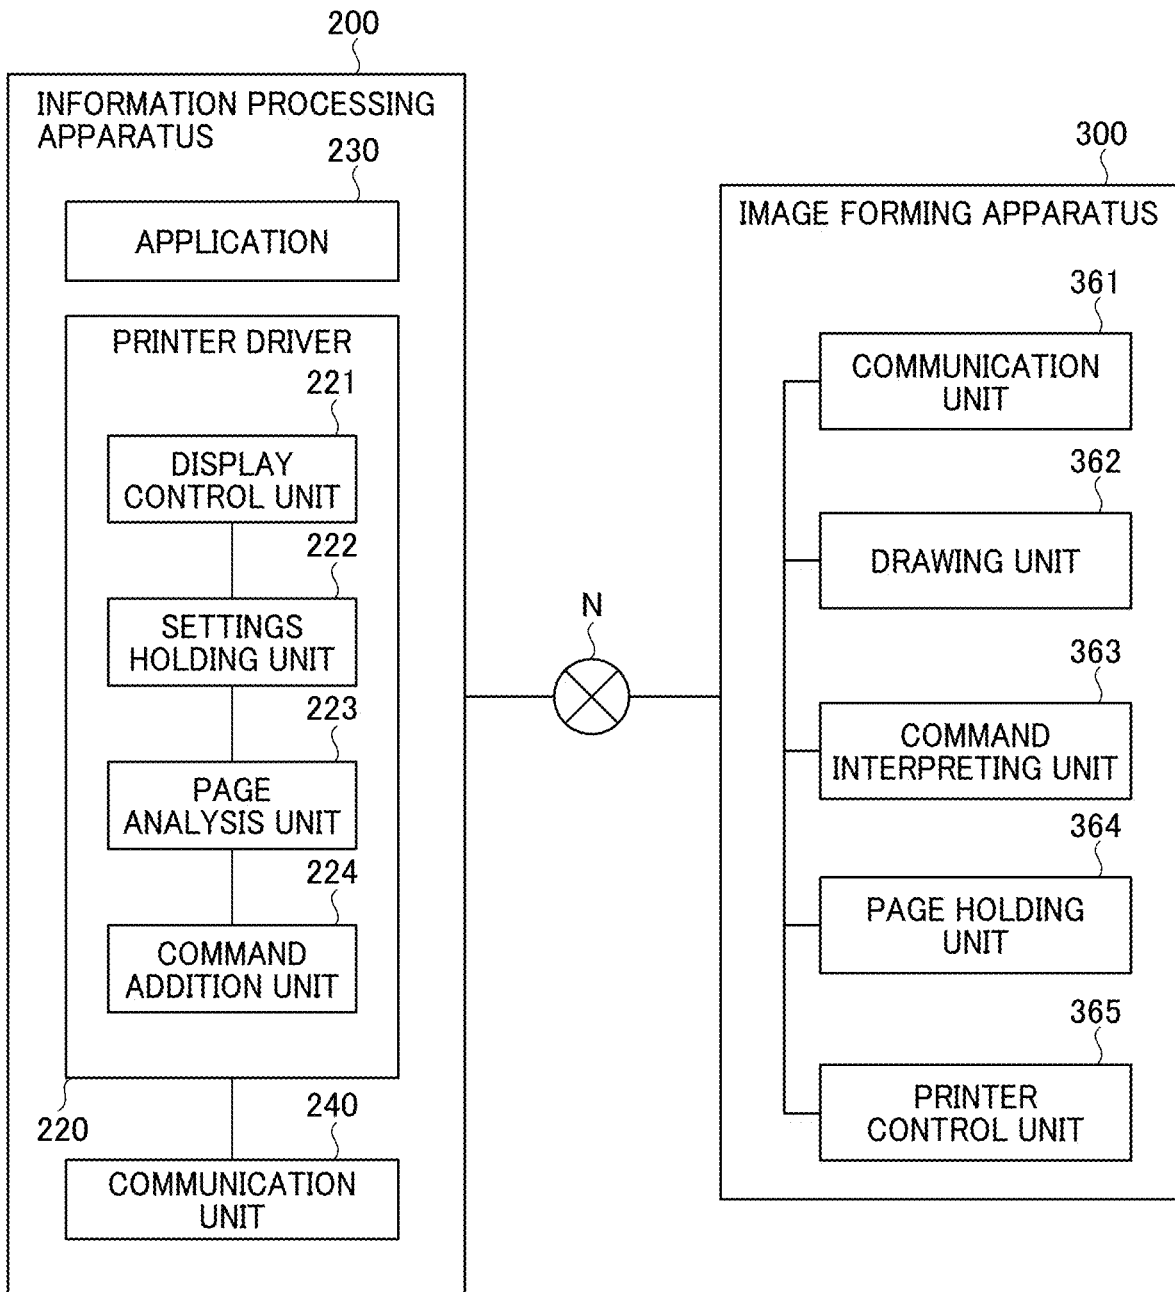 200
INFORMATION PROCESSING
APPARATUS
230
APPLICATION
PRINTER DRIVER
221
DISPLAY
CONTROL UNIT
222
SETTINGS
HOLDING UNIT
223
PAGE
ANALYSIS UNIT
224
COMMAND
ADDITION UNIT
220
240
COMMUNICATION
UNIT
N
300
IMAGE FORMING APPARATUS
361
COMMUNICATION
UNIT
362
DRAWING UNIT
363
COMMAND
INTERPRETING UNIT
364
PAGE HOLDING
UNIT
365
PRINTER
CONTROL UNIT